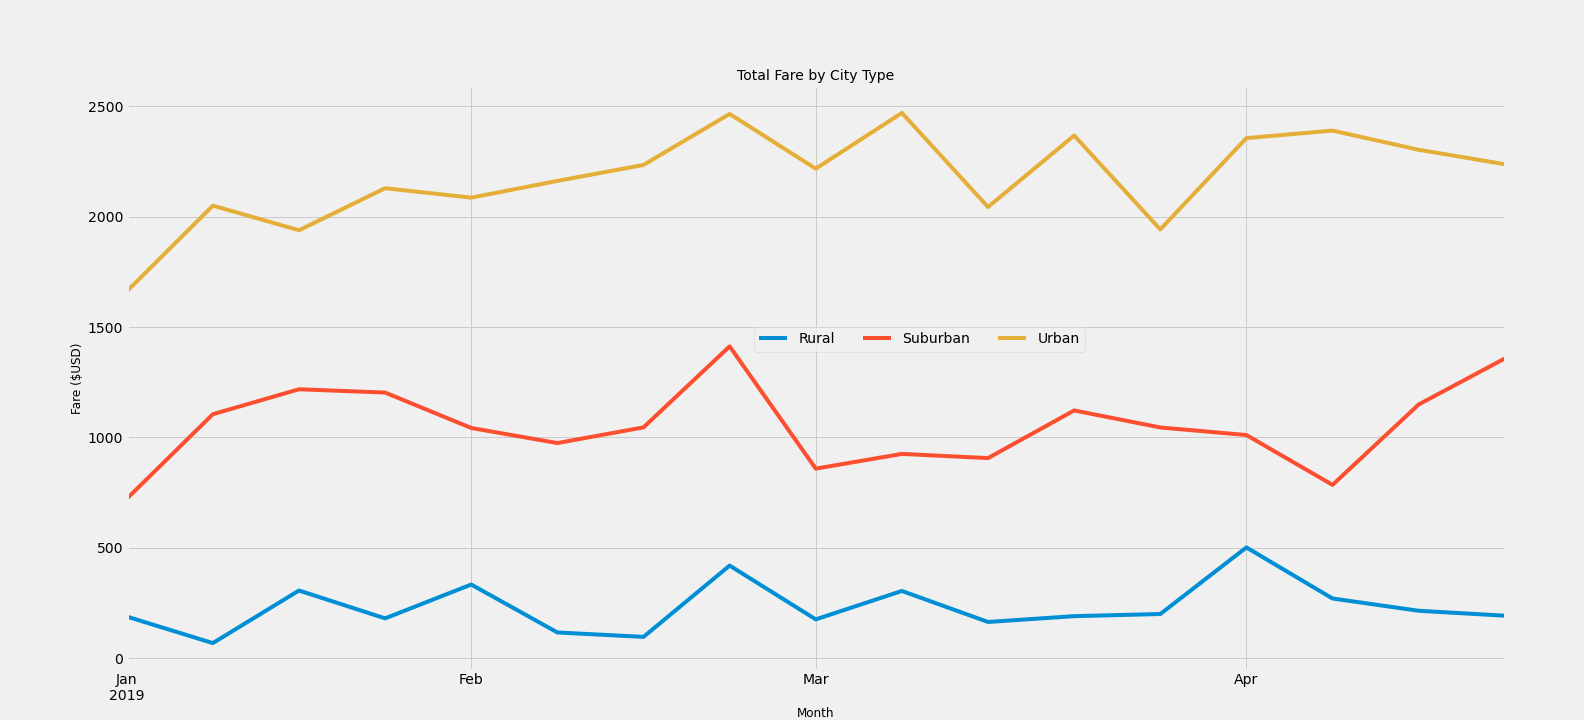 Total Fare by City Type
2500
2000
1500
1000
500
0
Fare ($USD)
Rural Suburban Urban
Jan Feb Mar Apr
2019
Month